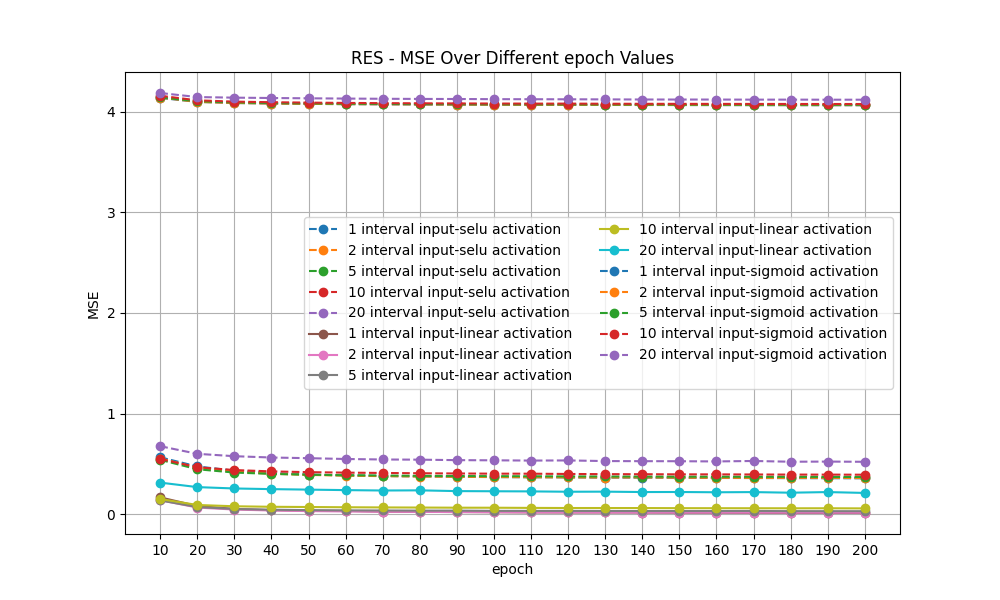 RES - MSE Over Different epoch Values
MSE
4
3
2
1
0
1 interval input-selu activation
2 interval input-selu activation
5 interval input-selu activation
10 interval input-selu activation
20 interval input-selu activation
1 interval input-linear activation
2 interval input-linear activation
5 interval input-linear activation
10 interval input-linear activation
20 interval input-linear activation
1 interval input-sigmoid activation
2 interval input-sigmoid activation
5 interval input-sigmoid activation
10 interval input-sigmoid activation
20 interval input-sigmoid activation
10 20 30 40 50 60 70 80 90 100 110 120 130 140 150 160 170 180 190 200
epoch